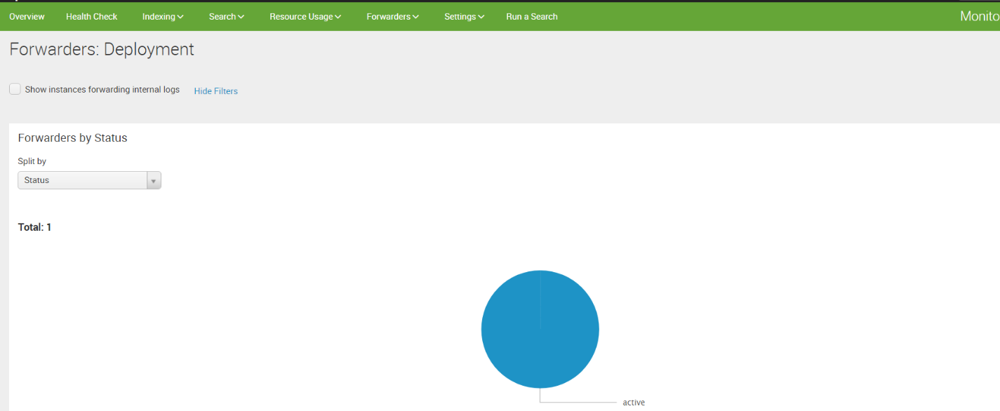 Overview Health Check Indexing Search Resource Usage Forwarders Settings Run a Search Monito
Forwarders: Deployment
Show instances forwarding internal logs Hide Filters
Forwarders by Status
Split by
Status
Total: 1
active